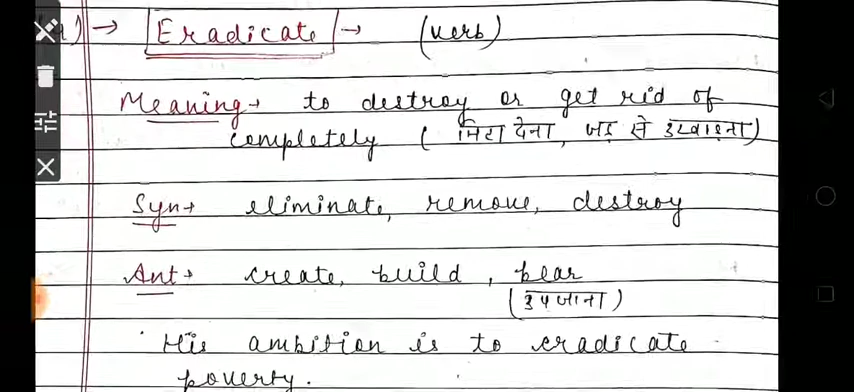 → Eradicate → (verb)
Meaning → to destroy or get rid of
completely ( मिटा देना, जड़ से उखाड़ना)
Syn → eliminate, remove, destroy
Ant → create, build, bear
(उपजाना)
His ambition is to eradicate
poverty.